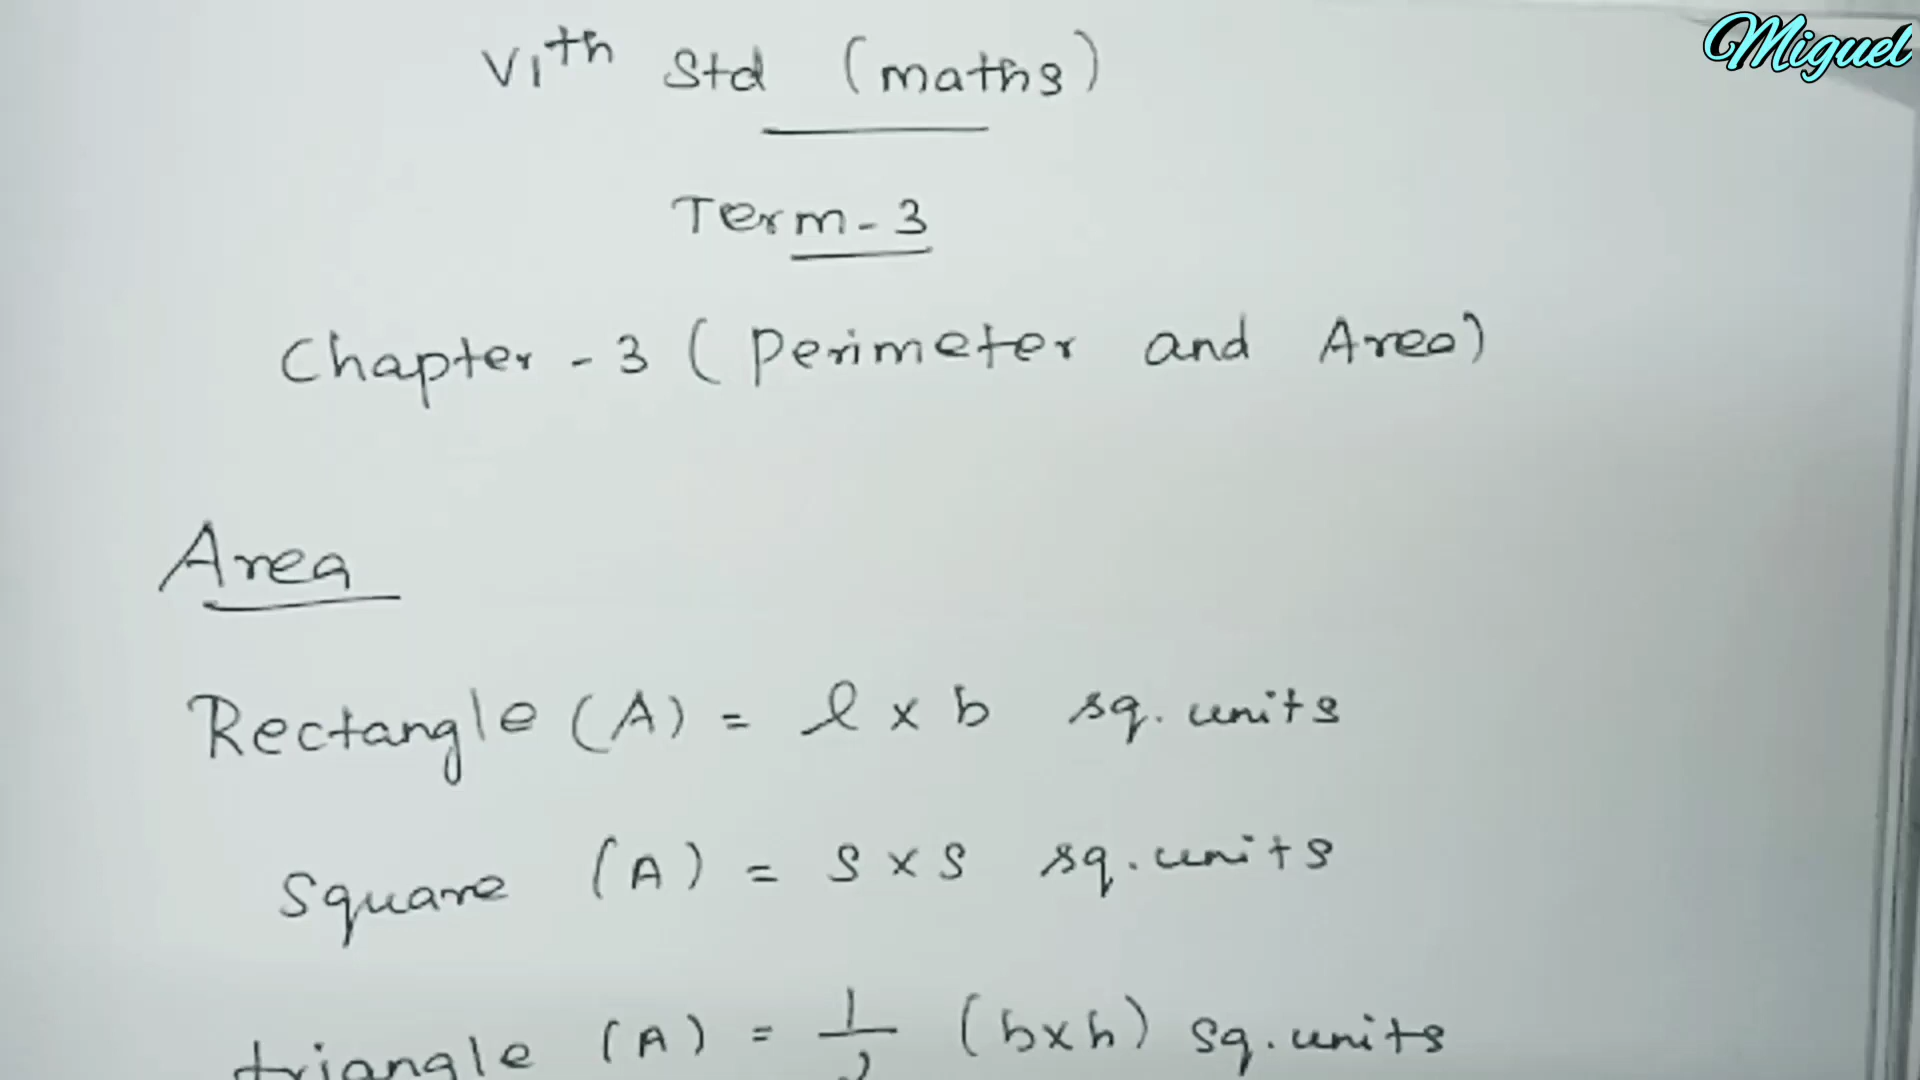 Miguel
VIth Std (maths)
Term-3
Chapter - 3 (Perimeter and Area)
Area
Rectangle (A) = l x b sq. units
Square (A) = S x S sq. units
triangle (A) = 1/2 (b x h) sq. units